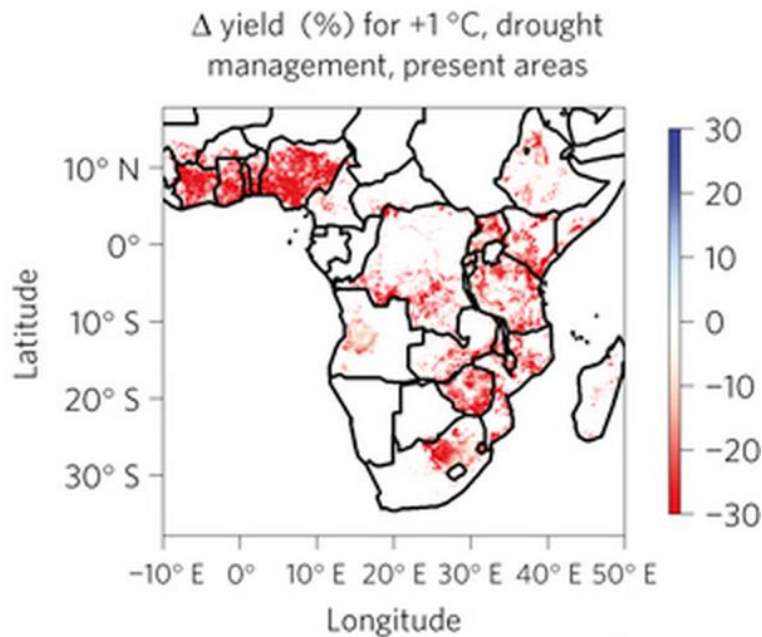 Δ yield (%) for +1 °C, drought
management, present areas
30
20
10
0
−10
−20
−30
10° N
0°
10° S
20° S
30° S
Latitude
−10° E 0° 10° E 20° E 30° E 40° E 50° E
Longitude